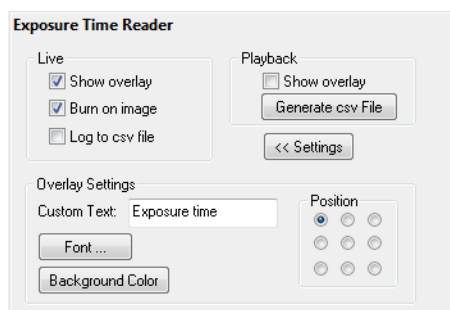 Exposure Time Reader
Live
Show overlay
Burn on image
Log to csv file
Playback
Show overlay
Generate csv File
<< Settings
Overlay Settings
Custom Text: Exposure time
Font ...
Background Color
Position